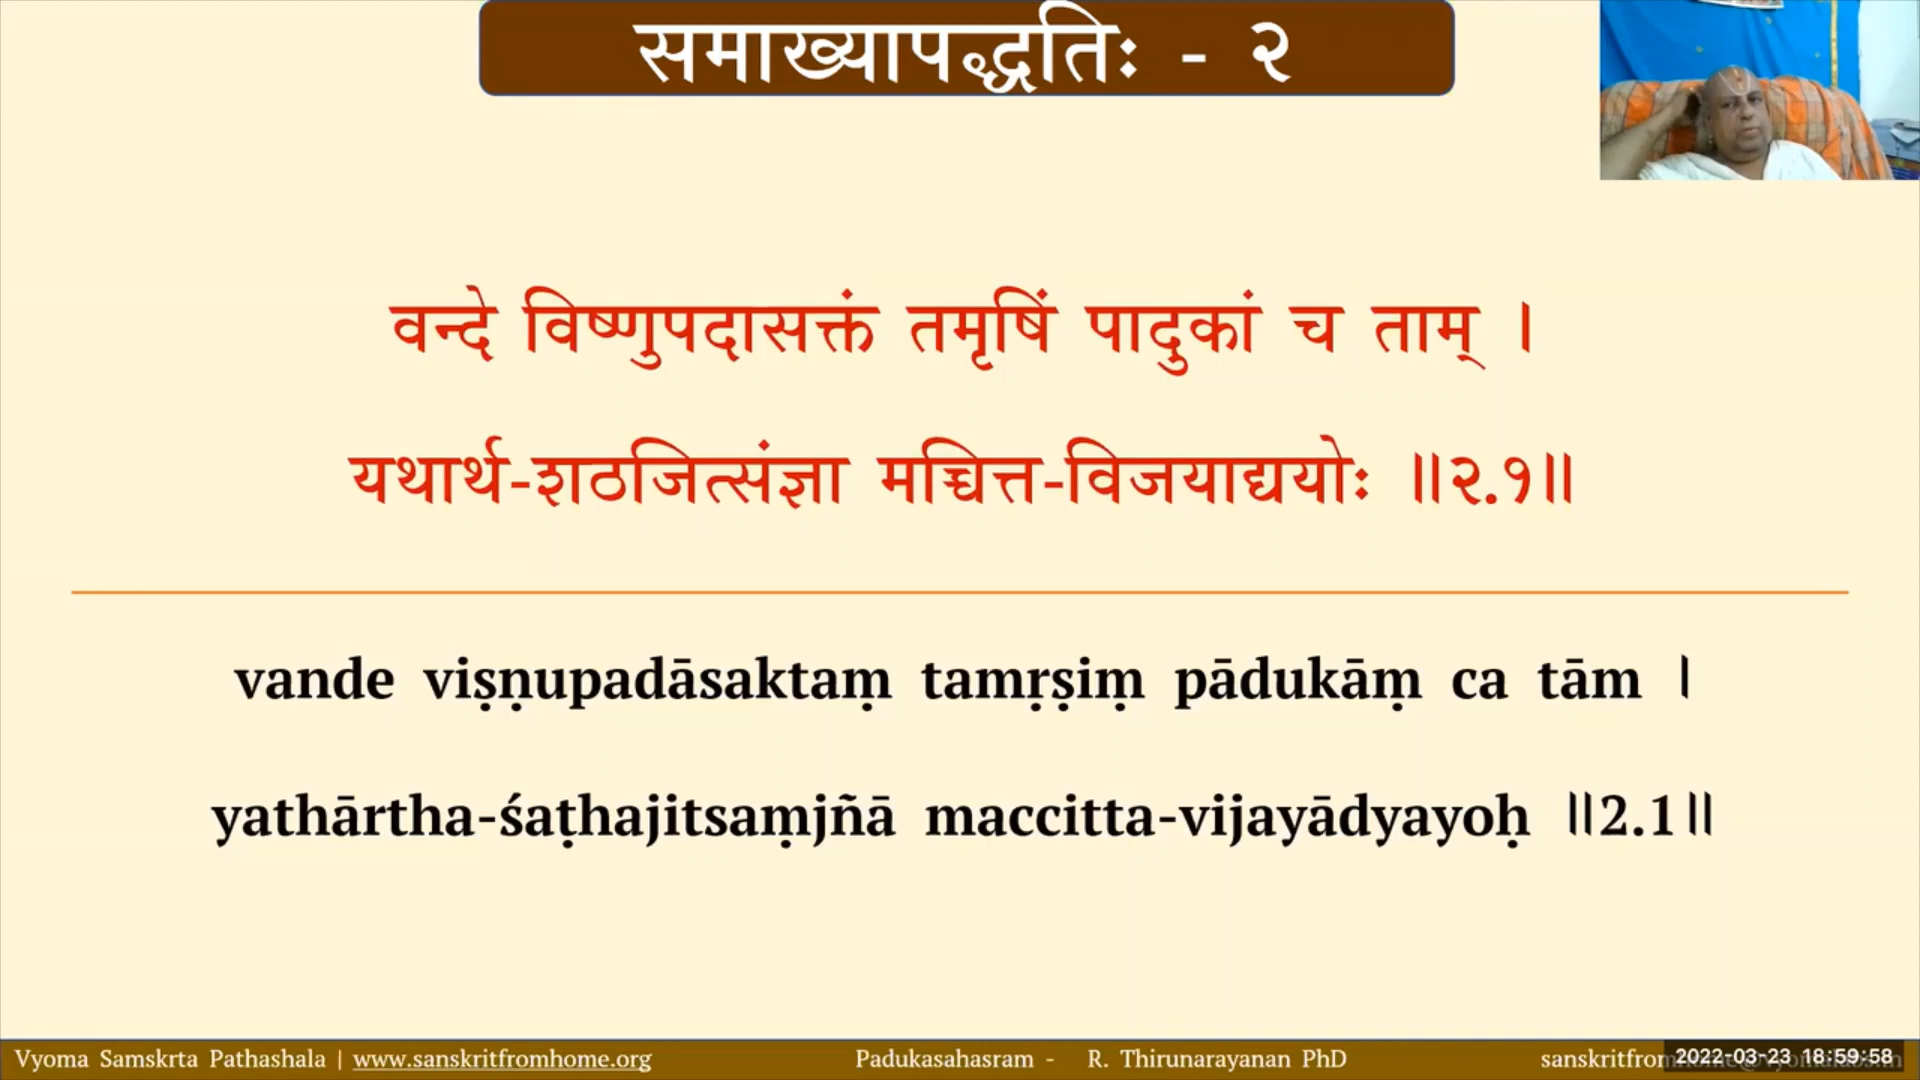 समाख्यापद्धतिः - २
वन्दे विष्णुपदासक्तं तमृषिं पादुकां च ताम् ।
यथार्थ-शठजित्संज्ञा मच्चित्त-विजयाद्ययोः ॥२.१॥
vande viṣṇupadāsaktaṃ tamṛṣiṃ pādukāṃ ca tām ।
yathārtha-śaṭhajitsaṃjñā maccitta-vijayādyayoḥ ॥2.1॥
Vyoma Samskrta Pathashala | www.sanskritfromhome.org Padukasahasram - R. Thirunarayanan PhD
2022-03-23 18:59:58